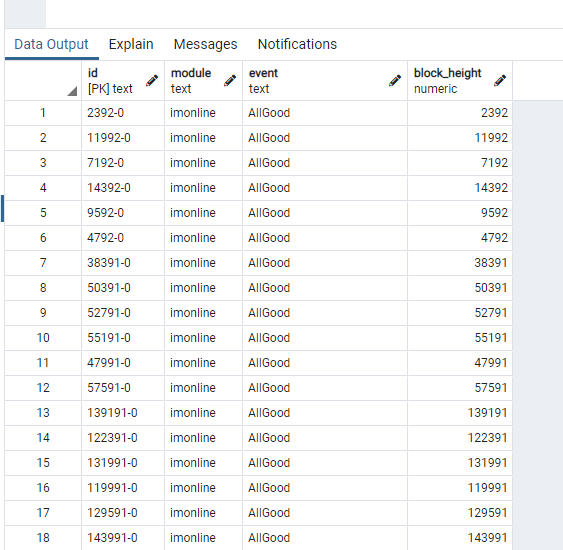 Data Output Explain Messages Notifications
id module event block_height
[PK] text text text numeric
1 2392-0 imonline AllGood 2392
2 11992-0 imonline AllGood 11992
3 7192-0 imonline AllGood 7192
4 14392-0 imonline AllGood 14392
5 9592-0 imonline AllGood 9592
6 4792-0 imonline AllGood 4792
7 38391-0 imonline AllGood 38391
8 50391-0 imonline AllGood 50391
9 52791-0 imonline AllGood 52791
10 55191-0 imonline AllGood 55191
11 47991-0 imonline AllGood 47991
12 57591-0 imonline AllGood 57591
13 139191-0 imonline AllGood 139191
14 122391-0 imonline AllGood 122391
15 131991-0 imonline AllGood 131991
16 119991-0 imonline AllGood 119991
17 129591-0 imonline AllGood 129591
18 143991-0 imonline AllGood 143991